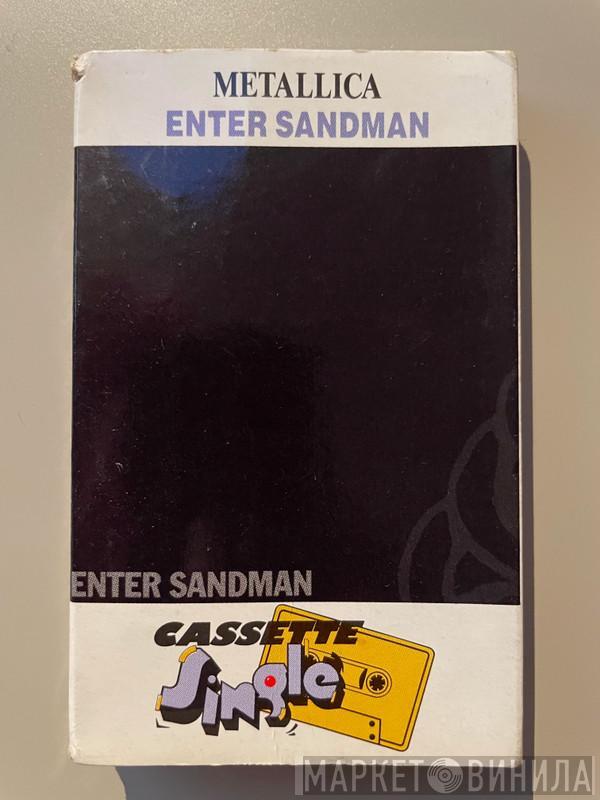 METALLICA
ENTER SANDMAN
ENTER SANDMAN
CASSETTE
Single
МАРКЕТ ВИНИЛА